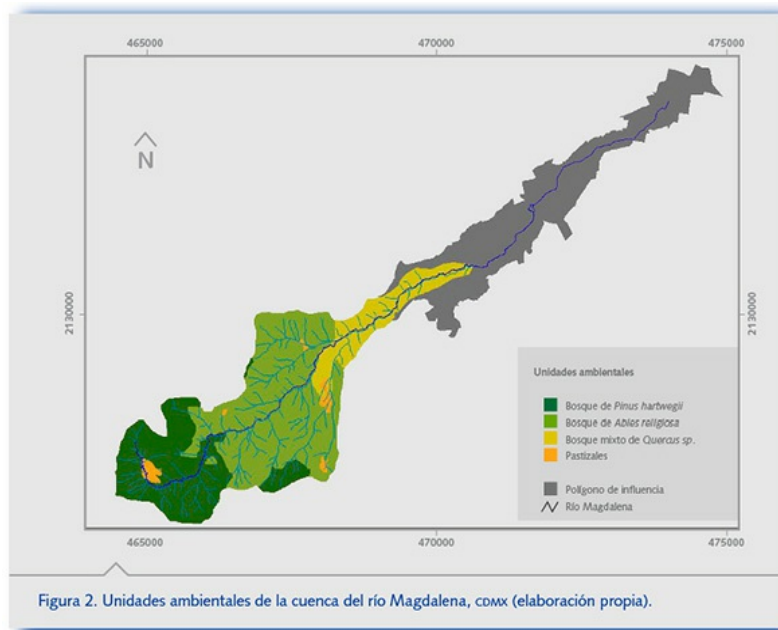 465000 470000 475000
N
2130000 2130000
Unidades ambientales
Bosque de Pinus hartwegii
Bosque de Abies religiosa
Bosque mixto de Quercus sp.
Pastizales
Polígono de influencia
Río Magdalena
465000 470000 475000
Figura 2. Unidades ambientales de la cuenca del río Magdalena, CDMX (elaboración propia).